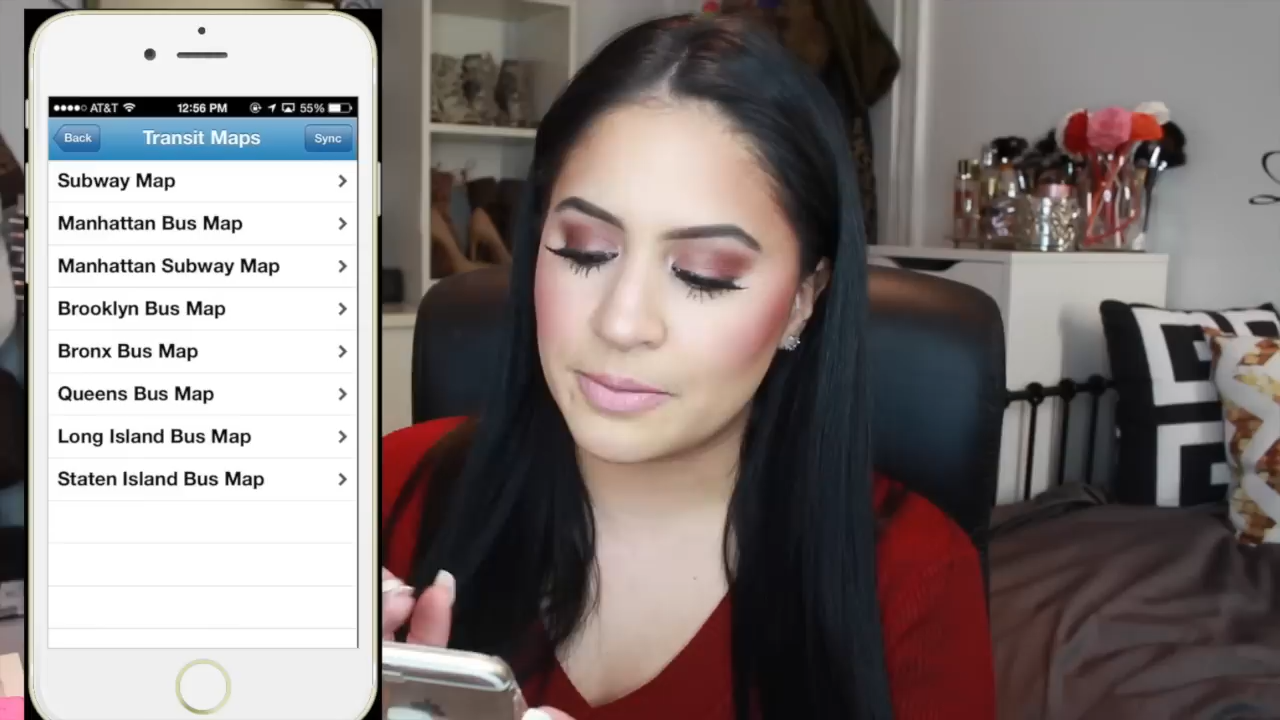 AT&T 12:56 PM 55%
Back Transit Maps Sync
Subway Map
Manhattan Bus Map
Manhattan Subway Map
Brooklyn Bus Map
Bronx Bus Map
Queens Bus Map
Long Island Bus Map
Staten Island Bus Map